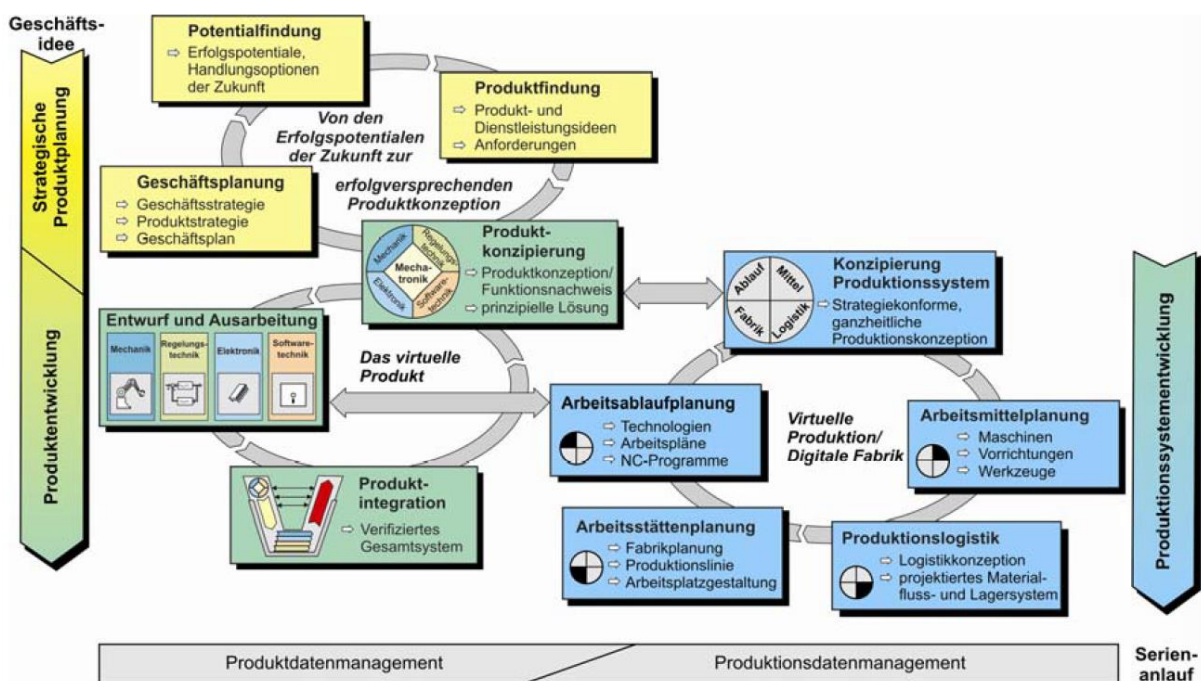 Geschäfts-
idee
Strategische
Produktplanung
Produktentwicklung
Potentialfindung
⇨ Erfolgspotentiale,
Handlungsoptionen
der Zukunft
Produktfindung
⇨ Produkt- und
Dienstleistungsideen
⇨ Anforderungen
Von den
Erfolgspotentialen
der Zukunft zur
erfolgversprechenden
Produktkonzeption
Geschäftsplanung
⇨ Geschäftsstrategie
⇨ Produktstrategie
⇨ Geschäftsplan
Mechanik
Regelungs-
technik
Mecha-
tronik
Elektronik
Software-
technik
Produkt-
konzipierung
⇨ Produktkonzeption/
Funktionsnachweis
⇨ prinzipielle Lösung
Ablauf
Mittel
Fabrik
Logistik
Konzipierung
Produktionssystem
⇨ Strategiekonforme,
ganzheitliche
Produktionskonzeption
Entwurf und Ausarbeitung
Mechanik
Regelungs-
technik
Elektronik
Software-
technik
Das virtuelle
Produkt
Arbeitsablaufplanung
⇨ Technologien
⇨ Arbeitspläne
⇨ NC-Programme
Virtuelle
Produktion/
Digitale Fabrik
Arbeitsmittelplanung
⇨ Maschinen
⇨ Vorrichtungen
⇨ Werkzeuge
Produkt-
integration
⇨ Verifiziertes
Gesamtsystem
Arbeitsstättenplanung
⇨ Fabrikplanung
⇨ Produktionslinie
⇨ Arbeitsplatzgestaltung
Produktionslogistik
⇨ Logistikkonzeption
⇨ projektiertes Material-
fluss- und Lagersystem
Produktionssystementwicklung
Produktdatenmanagement
Produktionsdatenmanagement
Serien-
anlauf